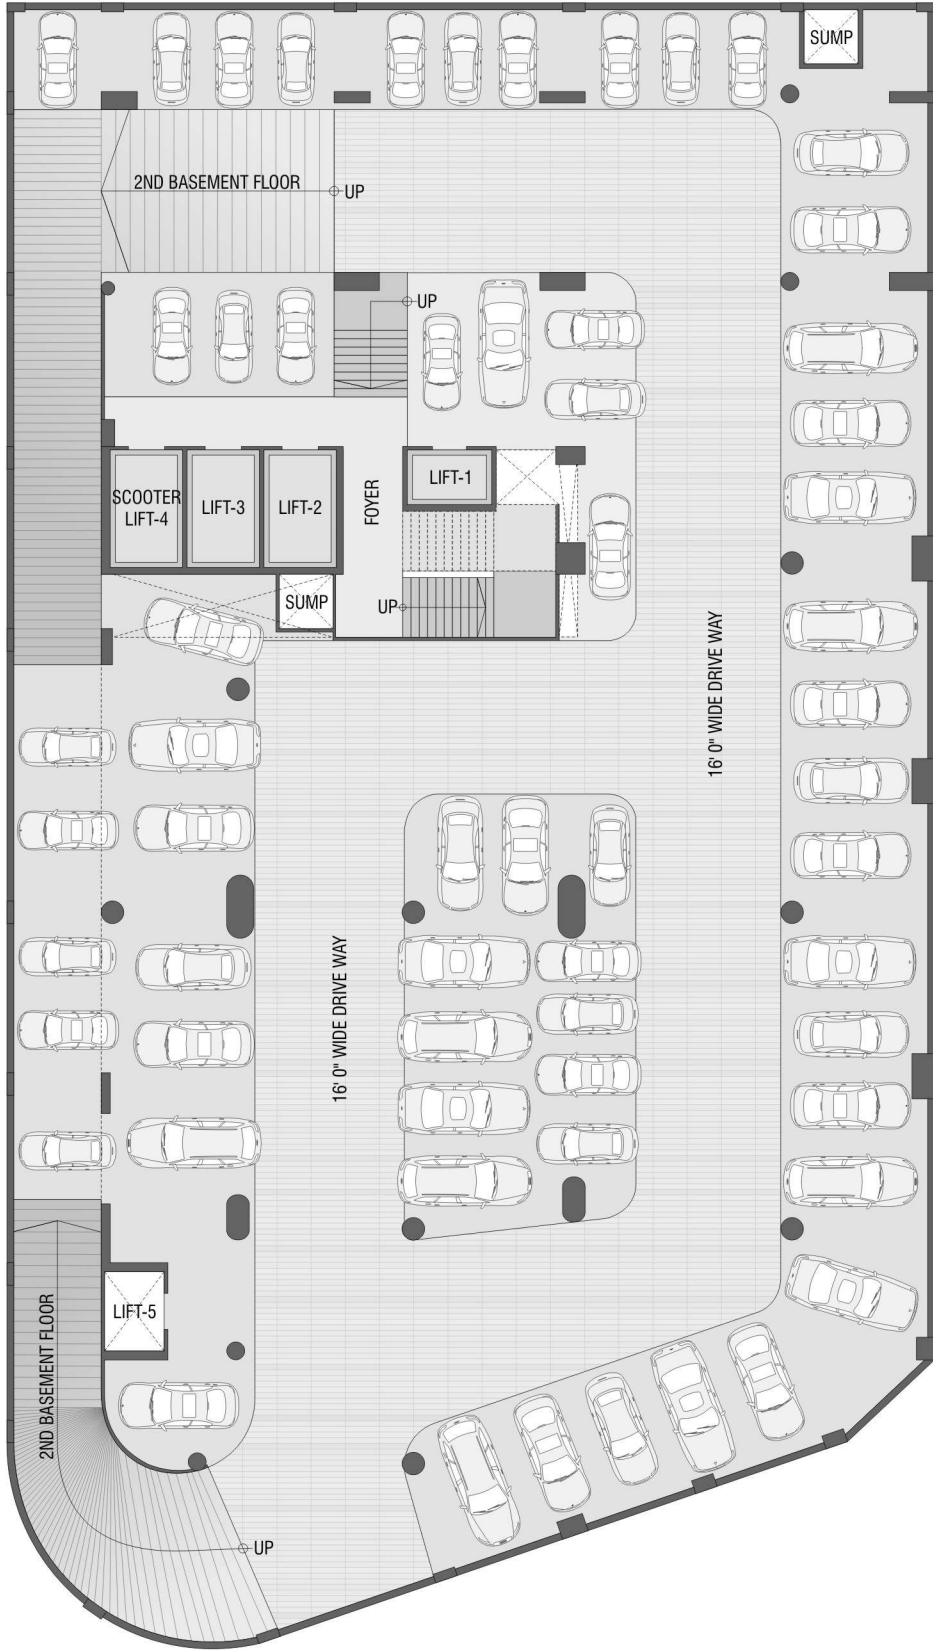 SUMP
2ND BASEMENT FLOOR
UP
UP
SCOOTER
LIFT-4
LIFT-3
LIFT-2
FOYER
LIFT-1
SUMP
UP
16' 0" WIDE DRIVE WAY
16' 0" WIDE DRIVE WAY
LIFT-5
2ND BASEMENT FLOOR
UP